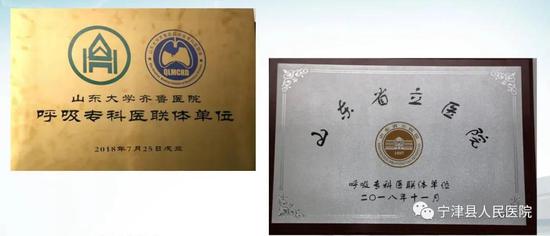 QLMCRD
山东大学齐鲁医院
呼吸专科医联体单位
2018年7月25日成立
山东省立医院
1897
呼吸专科医联体单位
二〇一八年十一月
宁津县人民医院